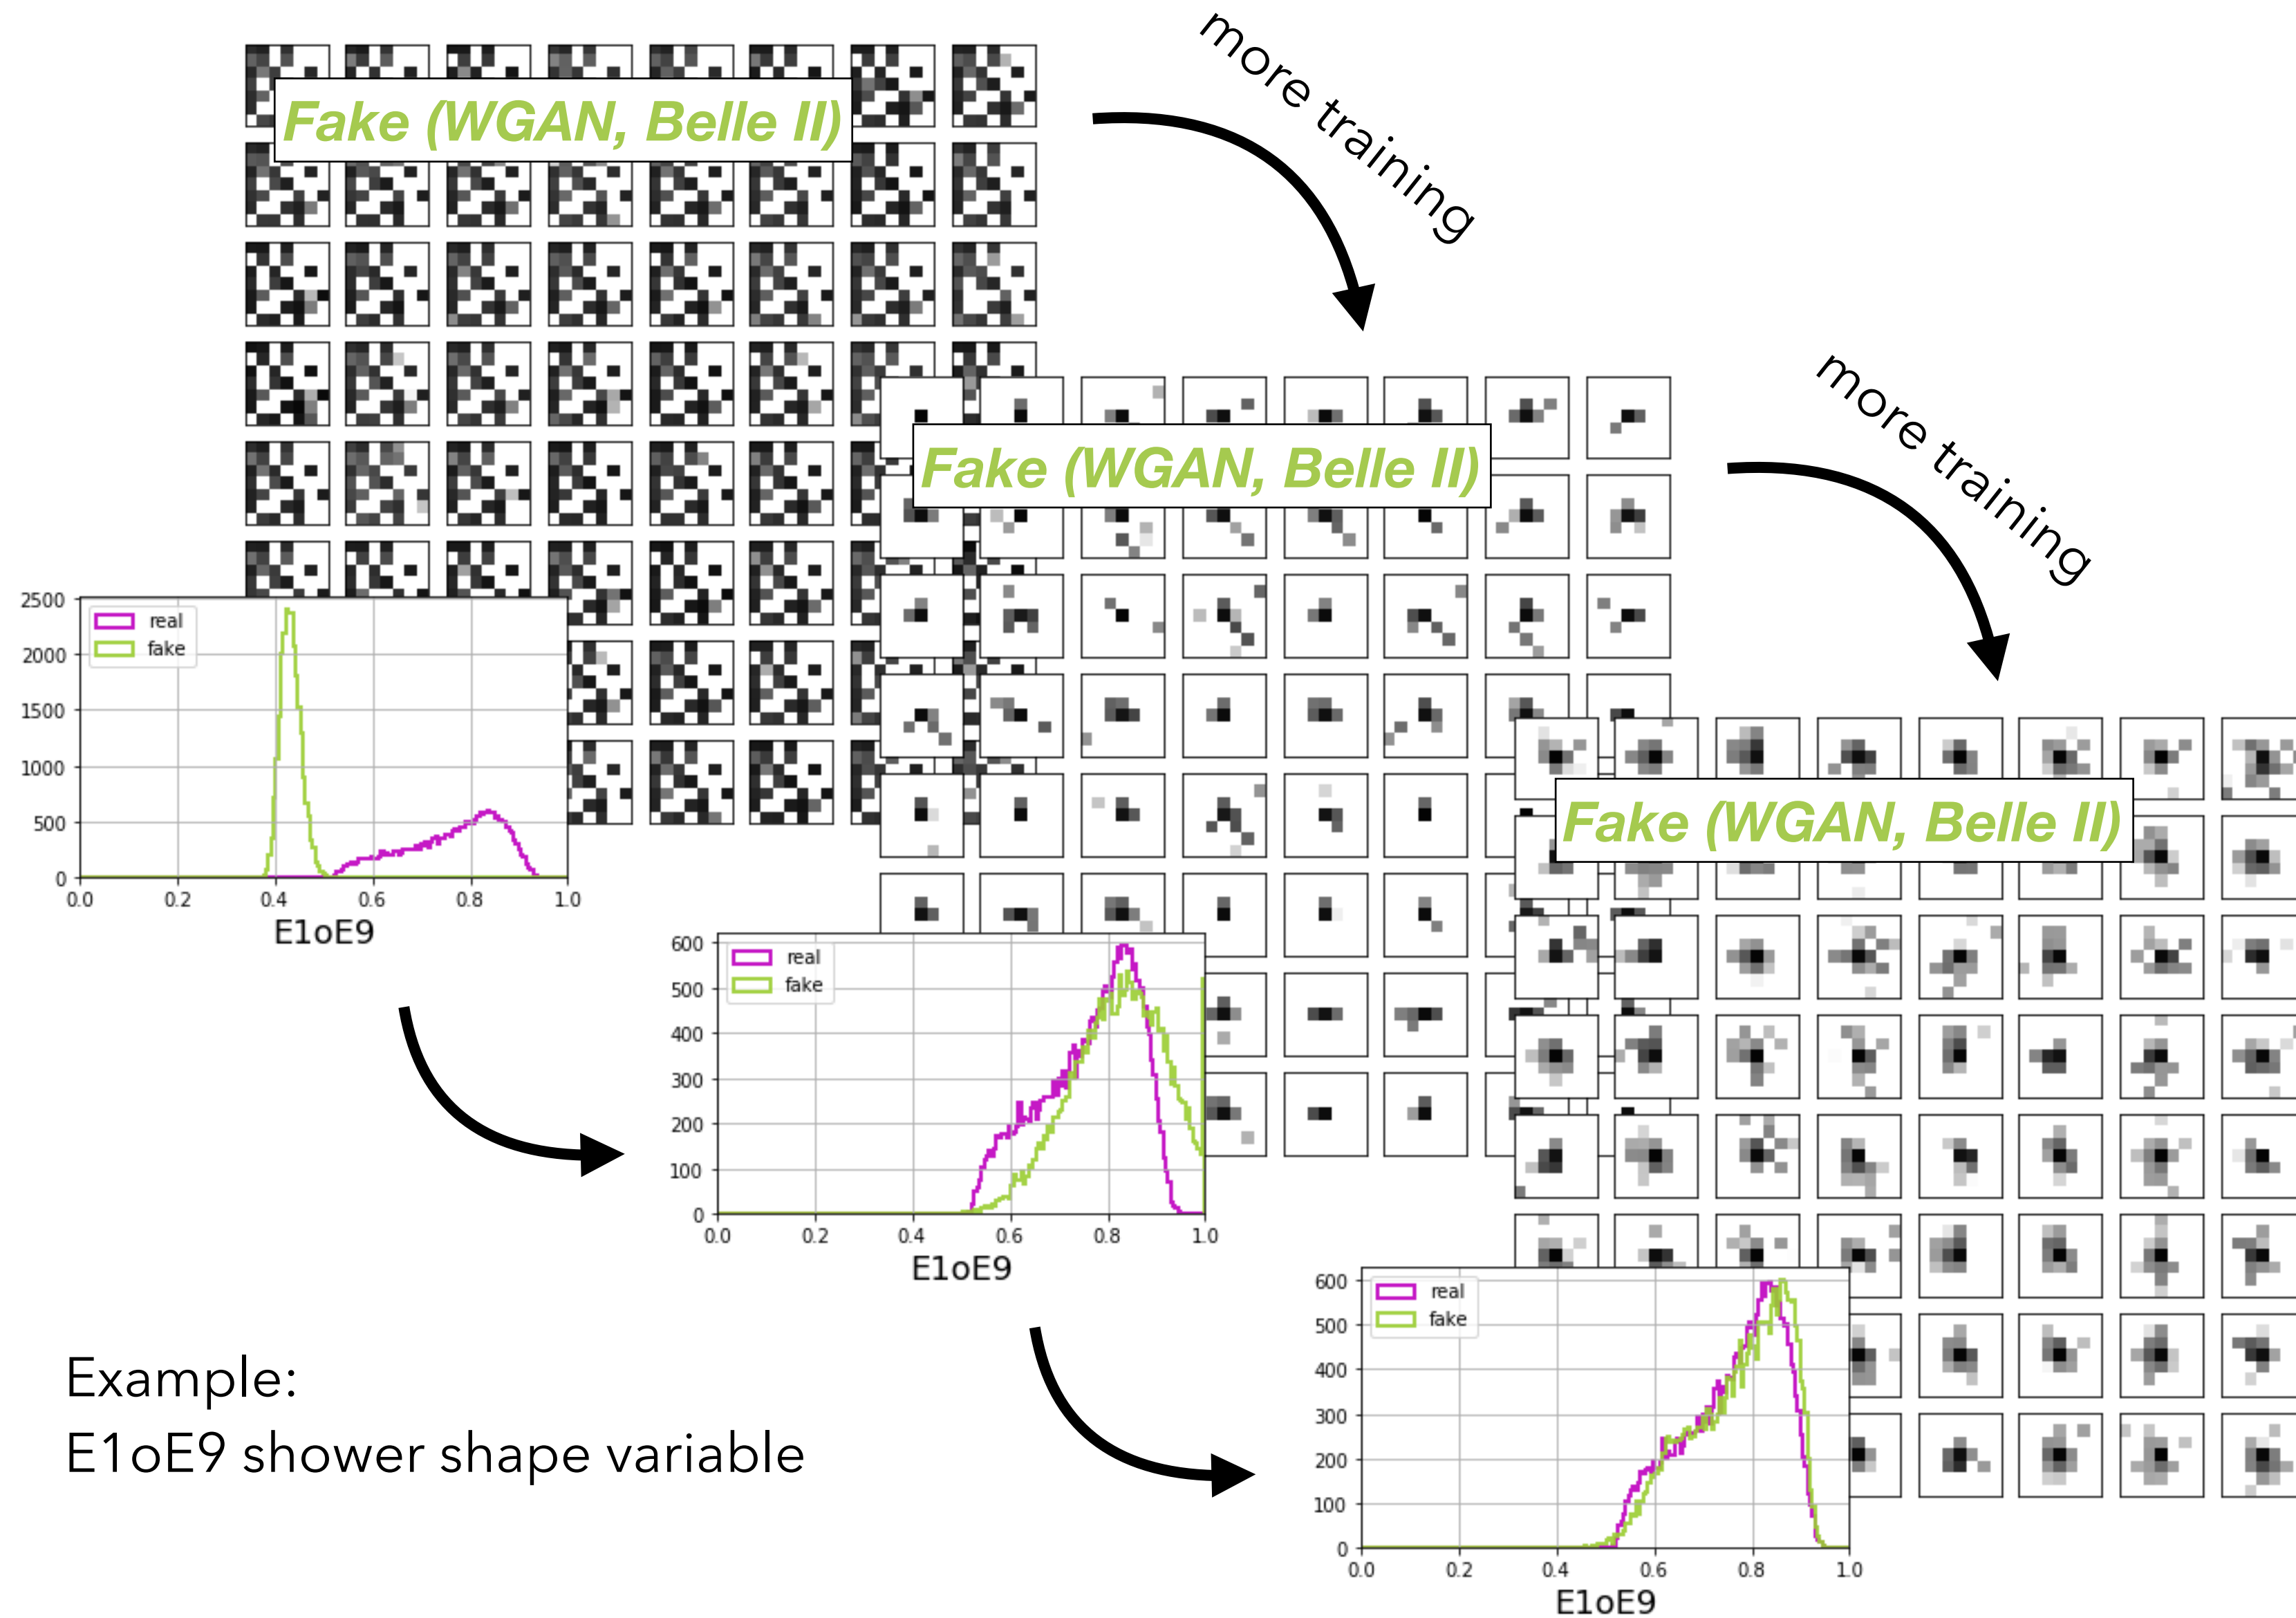 Fake (WGAN, Belle II)
more training
Fake (WGAN, Belle II)
more training
Fake (WGAN, Belle II)
real
fake
2500
2000
1500
1000
500
0
0.0 0.2 0.4 0.6 0.8 1.0
E1oE9
real
fake
600
500
400
300
200
100
0
0.0 0.2 0.4 0.6 0.8 1.0
E1oE9
real
fake
600
500
400
300
200
100
0
0.0 0.2 0.4 0.6 0.8 1.0
E1oE9
Example:
E1oE9 shower shape variable